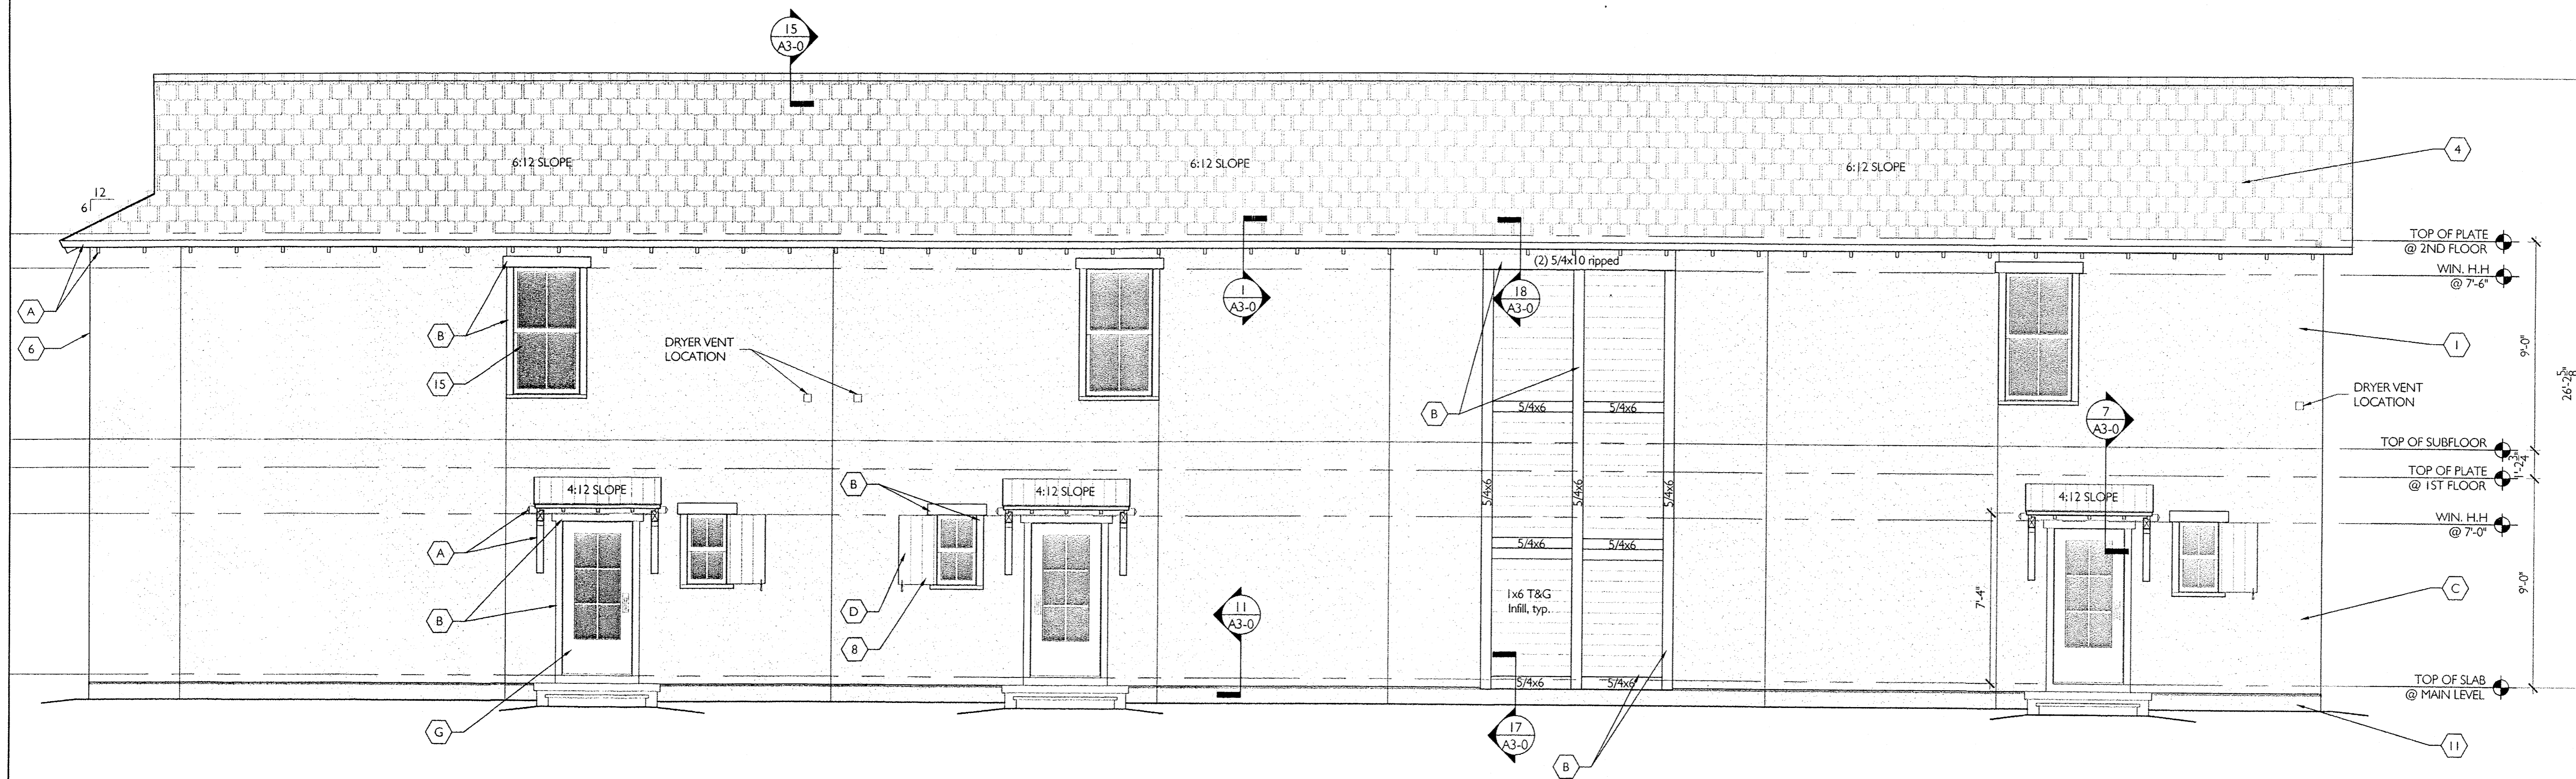 15
A3-0
6:12 SLOPE
6:12 SLOPE
6:12 SLOPE
4
12
6
TOP OF PLATE
@ 2ND FLOOR
WIN. H.H
@ 7'-6"
(2) 5/4x10 ripped
A
6
B
15
DRYER VENT
LOCATION
1
A3-0
18
A3-0
1
9'-0"
26'-2 5/8"
B
5/4x6
5/4x6
7
A3-0
DRYER VENT
LOCATION
TOP OF SUBFLOOR
1'-2 3/4"
TOP OF PLATE
@ 1ST FLOOR
4:12 SLOPE
B
4:12 SLOPE
5/4x6
5/4x6
5/4x6
4:12 SLOPE
WIN. H.H
@ 7'-0"
A
5/4x6
5/4x6
B
D
8
11
A3-0
1x6 T&G
Infill, typ.
7'-4"
C
9'-0"
5/4x6
5/4x6
TOP OF SLAB
@ MAIN LEVEL
G
17
A3-0
B
11